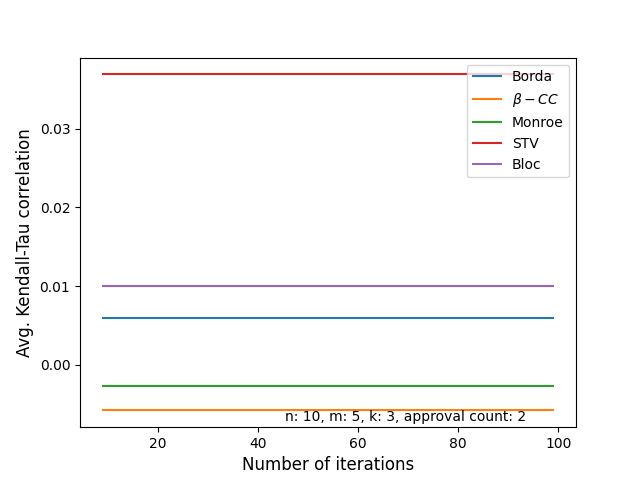 Avg. Kendall-Tau correlation
0.03
0.02
0.01
0.00
Borda
β − CC
Monroe
STV
Bloc
n: 10, m: 5, k: 3, approval count: 2
20 40 60 80 100
Number of iterations